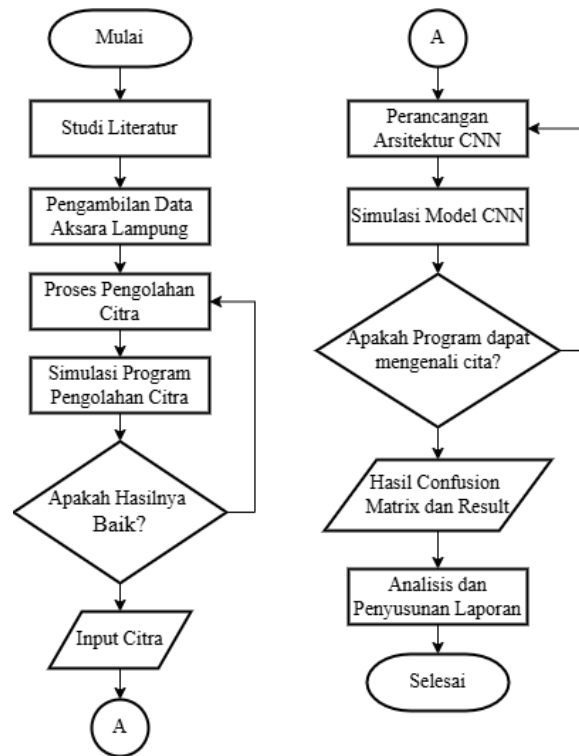 Mulai
Studi Literatur
Pengambilan Data
Aksara Lampung
Proses Pengolahan
Citra
Simulasi Program
Pengolahan Citra
Apakah Hasilnya
Baik?
Input Citra
A
A
Perancangan
Arsitektur CNN
Simulasi Model CNN
Apakah Program dapat
mengenali cita?
Hasil Confusion
Matrix dan Result
Analisis dan
Penyusunan Laporan
Selesai